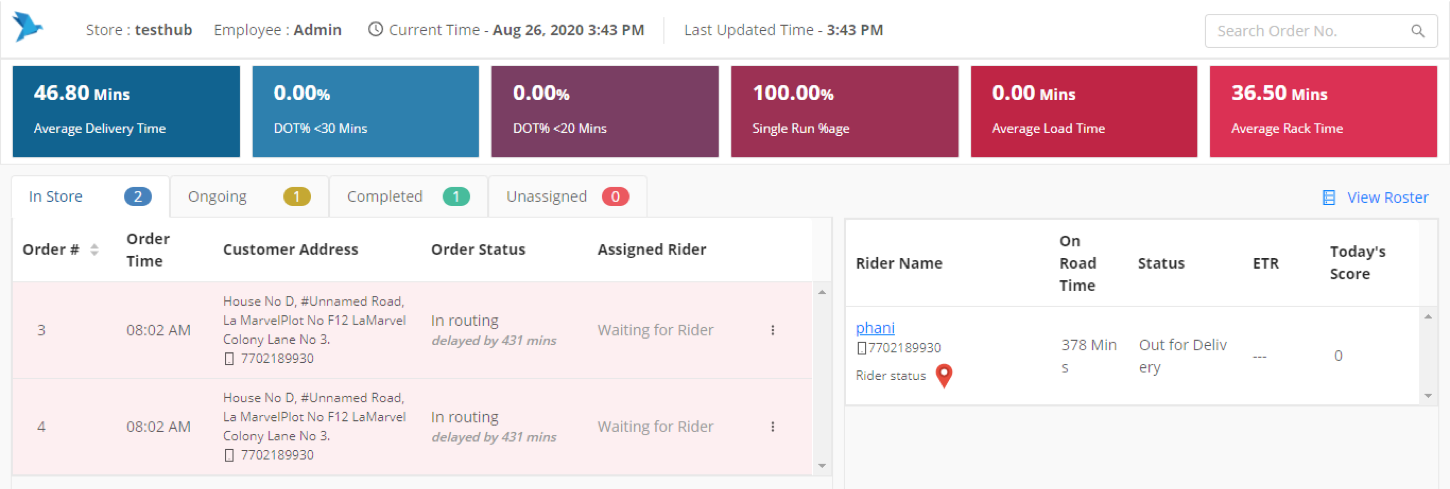 Store : testhub Employee : Admin Current Time - Aug 26, 2020 3:43 PM Last Updated Time - 3:43 PM Search Order No.
46.80 Mins
Average Delivery Time
0.00%
DOT% <30 Mins
0.00%
DOT% <20 Mins
100.00%
Single Run %age
0.00 Mins
Average Load Time
36.50 Mins
Average Rack Time
In Store 2 Ongoing 1 Completed 1 Unassigned 0
View Roster
Order #
Order
Time
Customer Address
Order Status
Assigned Rider
3
08:02 AM
House No D, #Unnamed Road,
La MarvelPlot No F12 LaMarvel
Colony Lane No 3.
7702189930
In routing
delayed by 431 mins
Waiting for Rider
4
08:02 AM
House No D, #Unnamed Road,
La MarvelPlot No F12 LaMarvel
Colony Lane No 3.
7702189930
In routing
delayed by 431 mins
Waiting for Rider
Rider Name
On
Road
Time
Status
ETR
Today's
Score
phani
7702189930
Rider status
378 Min
s
Out for Deliv
ery
---
0